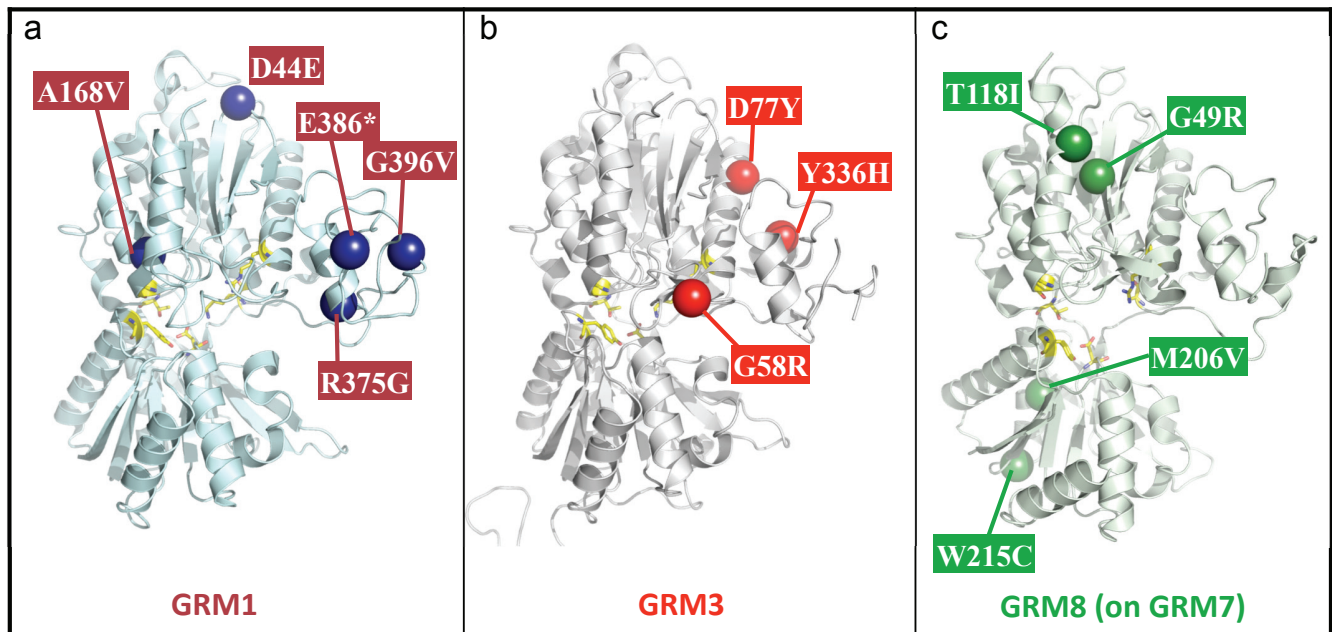 a
D44E
A168V
E386*
G396V
R375G
GRM1
b
D77Y
Y336H
G58R
GRM3
c
T118I
G49R
M206V
W215C
GRM8 (on GRM7)